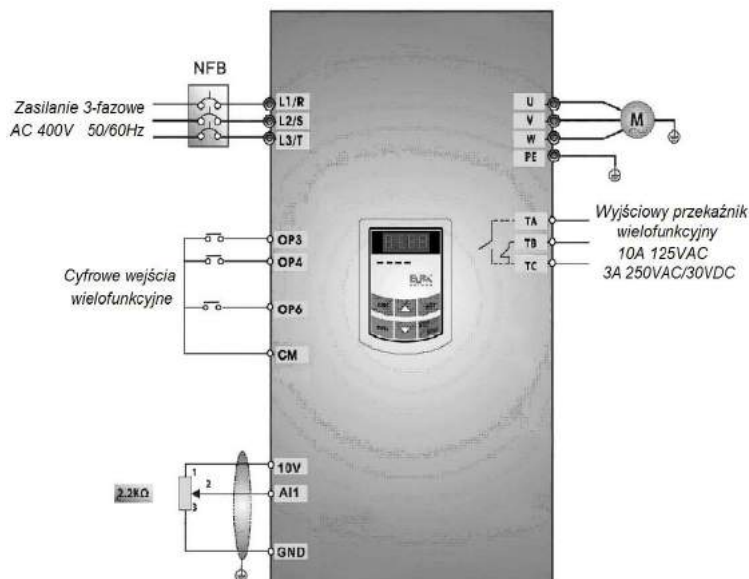 NFB
Zasilanie 3-fazowe
AC 400V 50/60Hz
L1/R
L2/S
L3/T
U
V
W
PE
M
TA
TB
TC
Wyjściowy przekaźnik
wielofunkcyjny
10A 125VAC
3A 250VAC/30VDC
OP3
OP4
OP6
CM
Cyfrowe wejścia
wielofunkcyjne
10V
AI1
GND
2.2KΩ
1
2
3